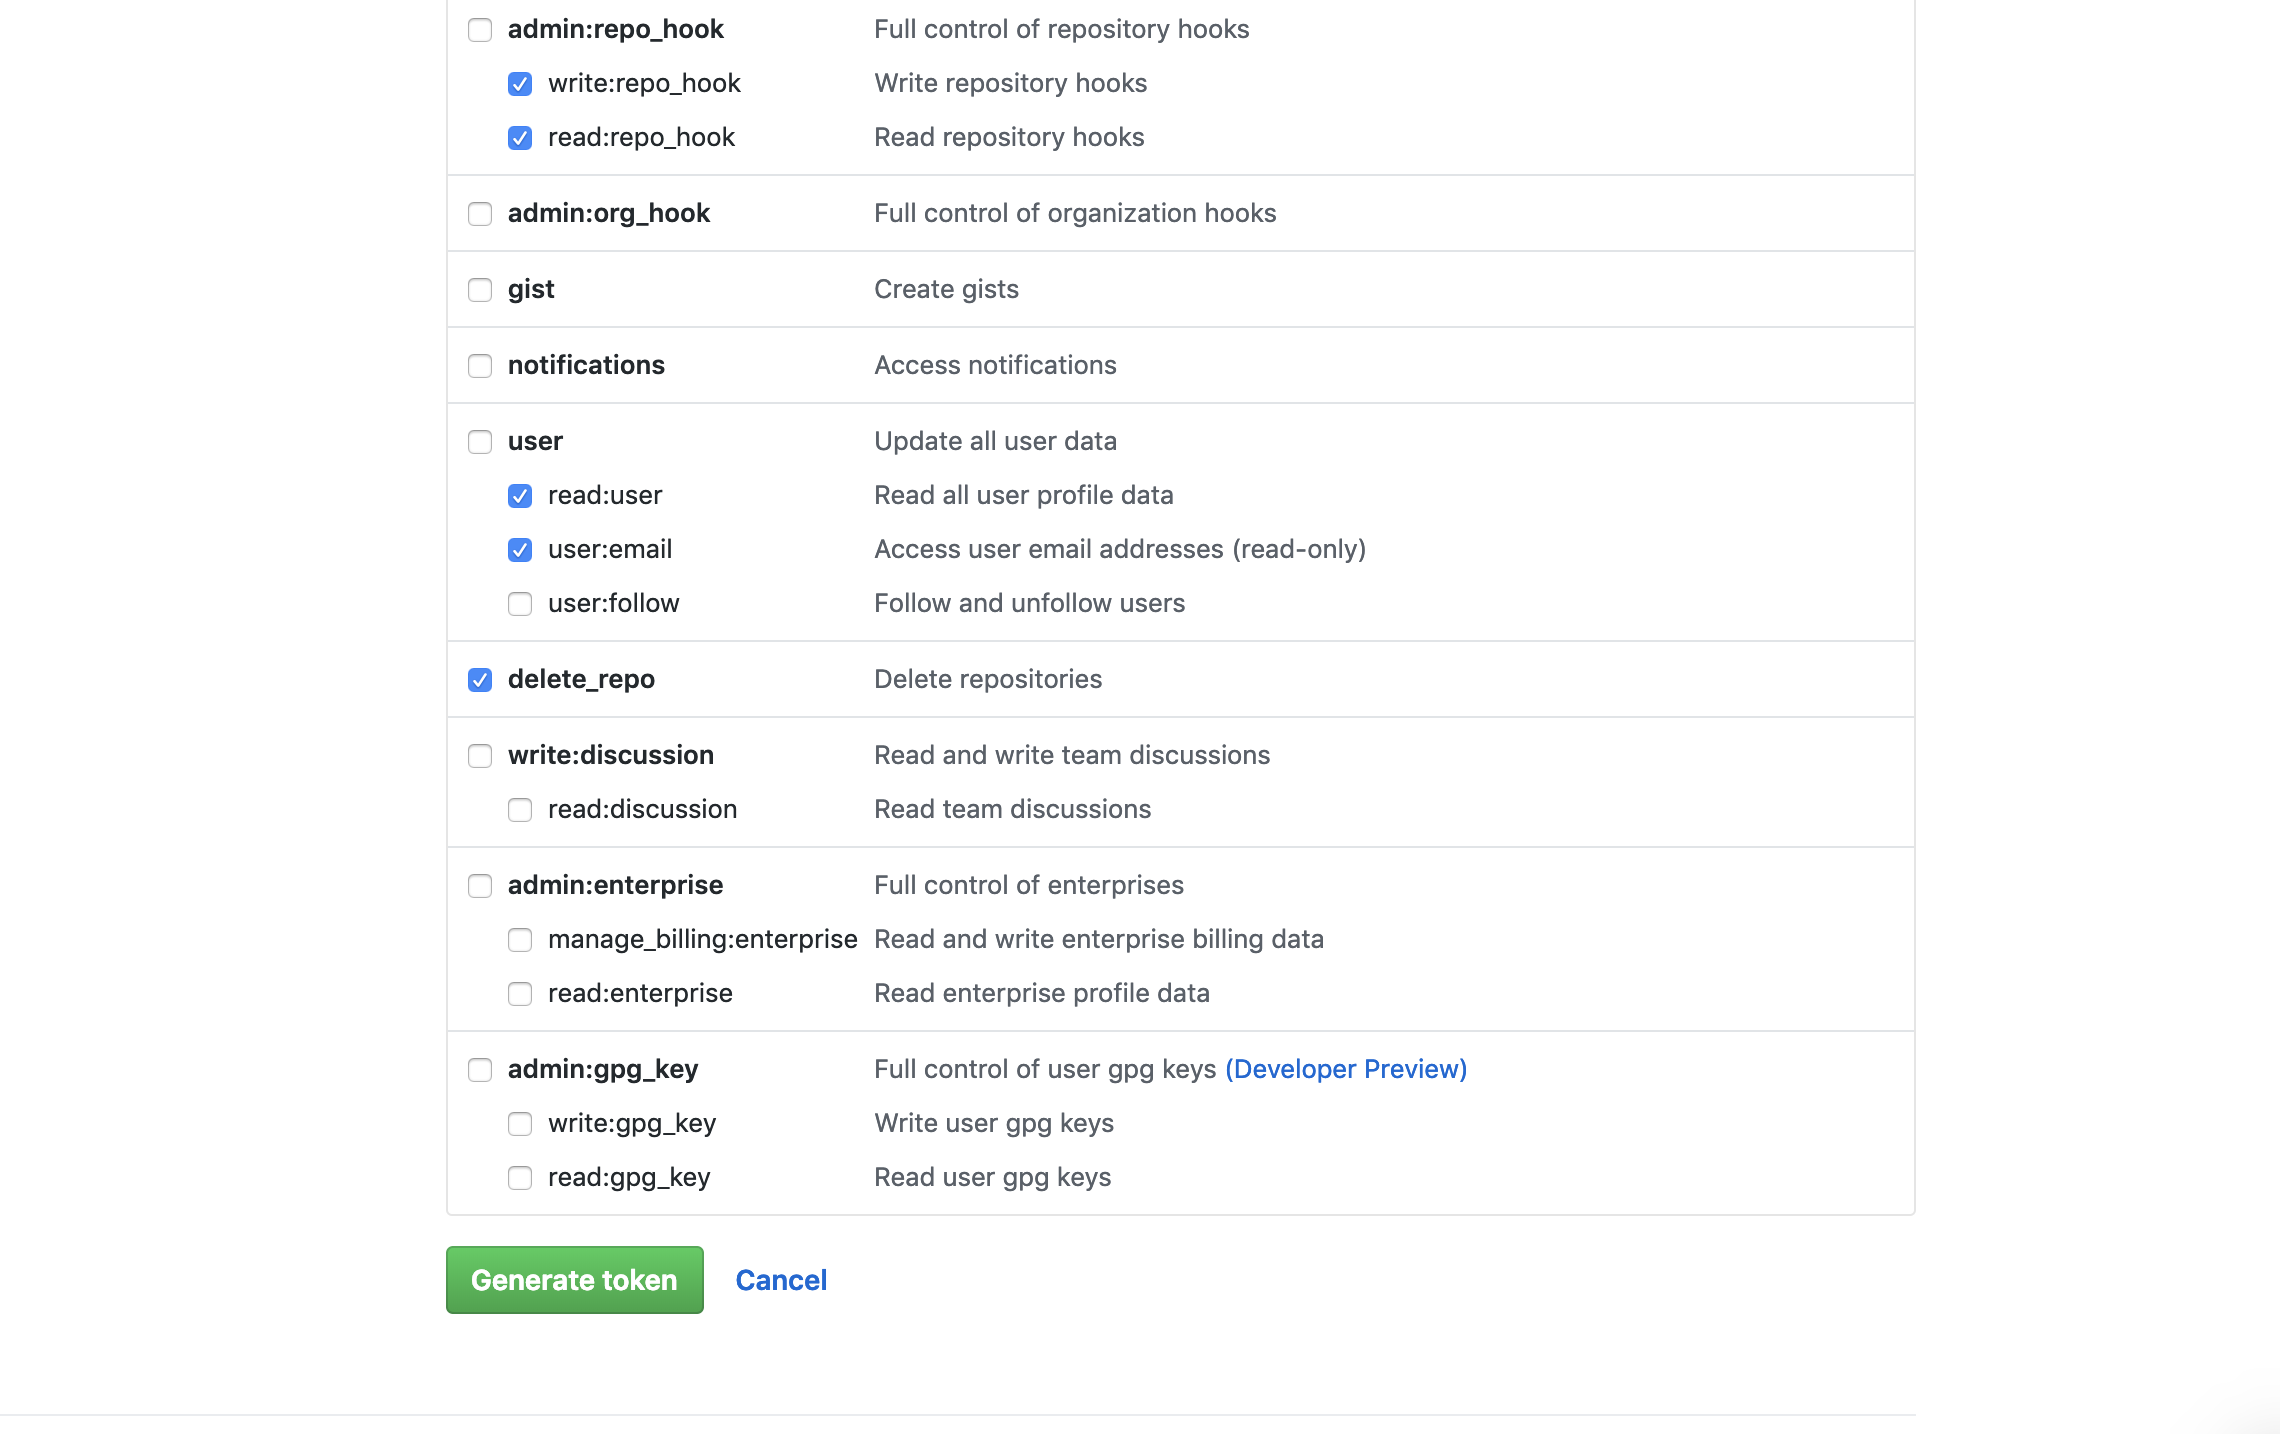 admin:repo_hook Full control of repository hooks
write:repo_hook Write repository hooks
read:repo_hook Read repository hooks
admin:org_hook Full control of organization hooks
gist Create gists
notifications Access notifications
user Update all user data
read:user Read all user profile data
user:email Access user email addresses (read-only)
user:follow Follow and unfollow users
delete_repo Delete repositories
write:discussion Read and write team discussions
read:discussion Read team discussions
admin:enterprise Full control of enterprises
manage_billing:enterprise Read and write enterprise billing data
read:enterprise Read enterprise profile data
admin:gpg_key Full control of user gpg keys (Developer Preview)
write:gpg_key Write user gpg keys
read:gpg_key Read user gpg keys
Generate token Cancel